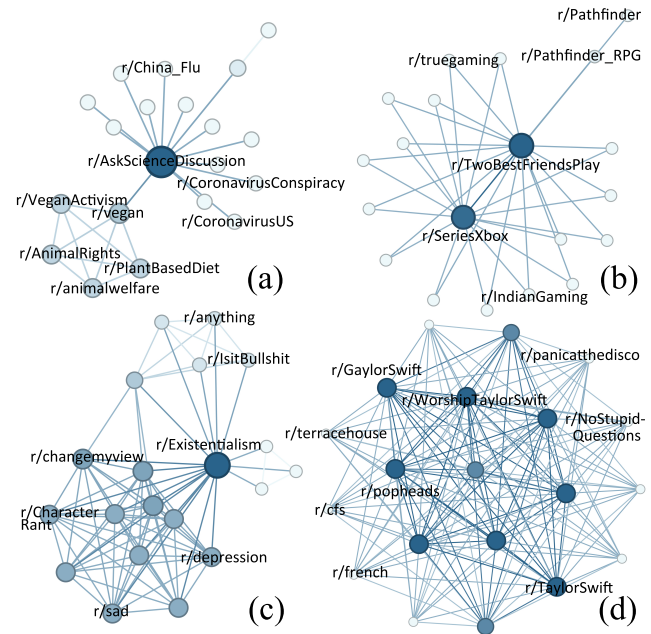 r/China_Flu
r/AskScienceDiscussion
r/CoronavirusConspiracy
r/VeganActivism
r/vegan
r/CoronavirusUS
r/AnimalRights
r/PlantBasedDiet
r/animalwelfare
(a)
r/Pathfinder
r/Pathfinder_RPG
r/truegaming
r/TwoBestFriendsPlay
r/SeriesXbox
r/IndianGaming
(b)
r/anything
r/IsitBullshit
r/Existentialism
r/changemyview
r/Character
Rant
r/depression
r/sad
(c)
r/panicatthedisco
r/GaylorSwift
r/WorshipTaylorSwift
r/NoStupid-
Questions
r/terracehouse
r/popheads
r/cfs
r/french
r/TaylorSwift
(d)